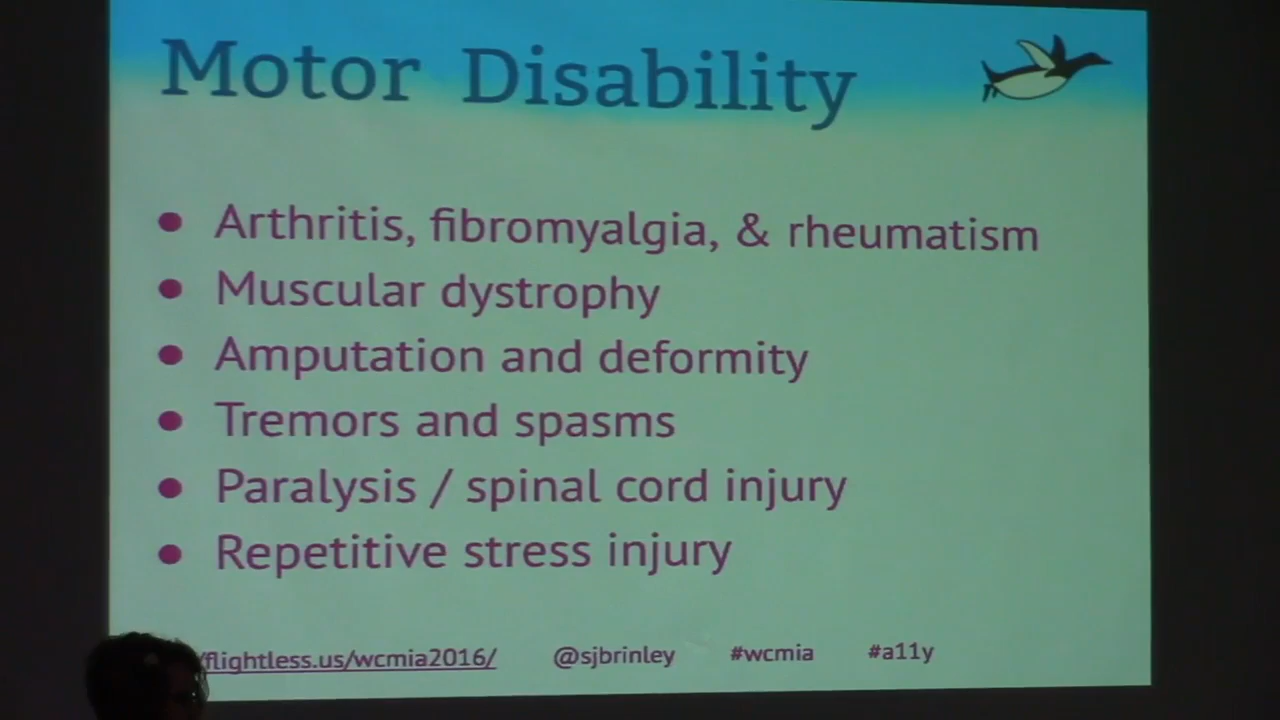 Motor Disability
• Arthritis, fibromyalgia, & rheumatism
• Muscular dystrophy
• Amputation and deformity
• Tremors and spasms
• Paralysis / spinal cord injury
• Repetitive stress injury
/flightless.us/wcmia2016/ @sjbrinley #wcmia #a11y